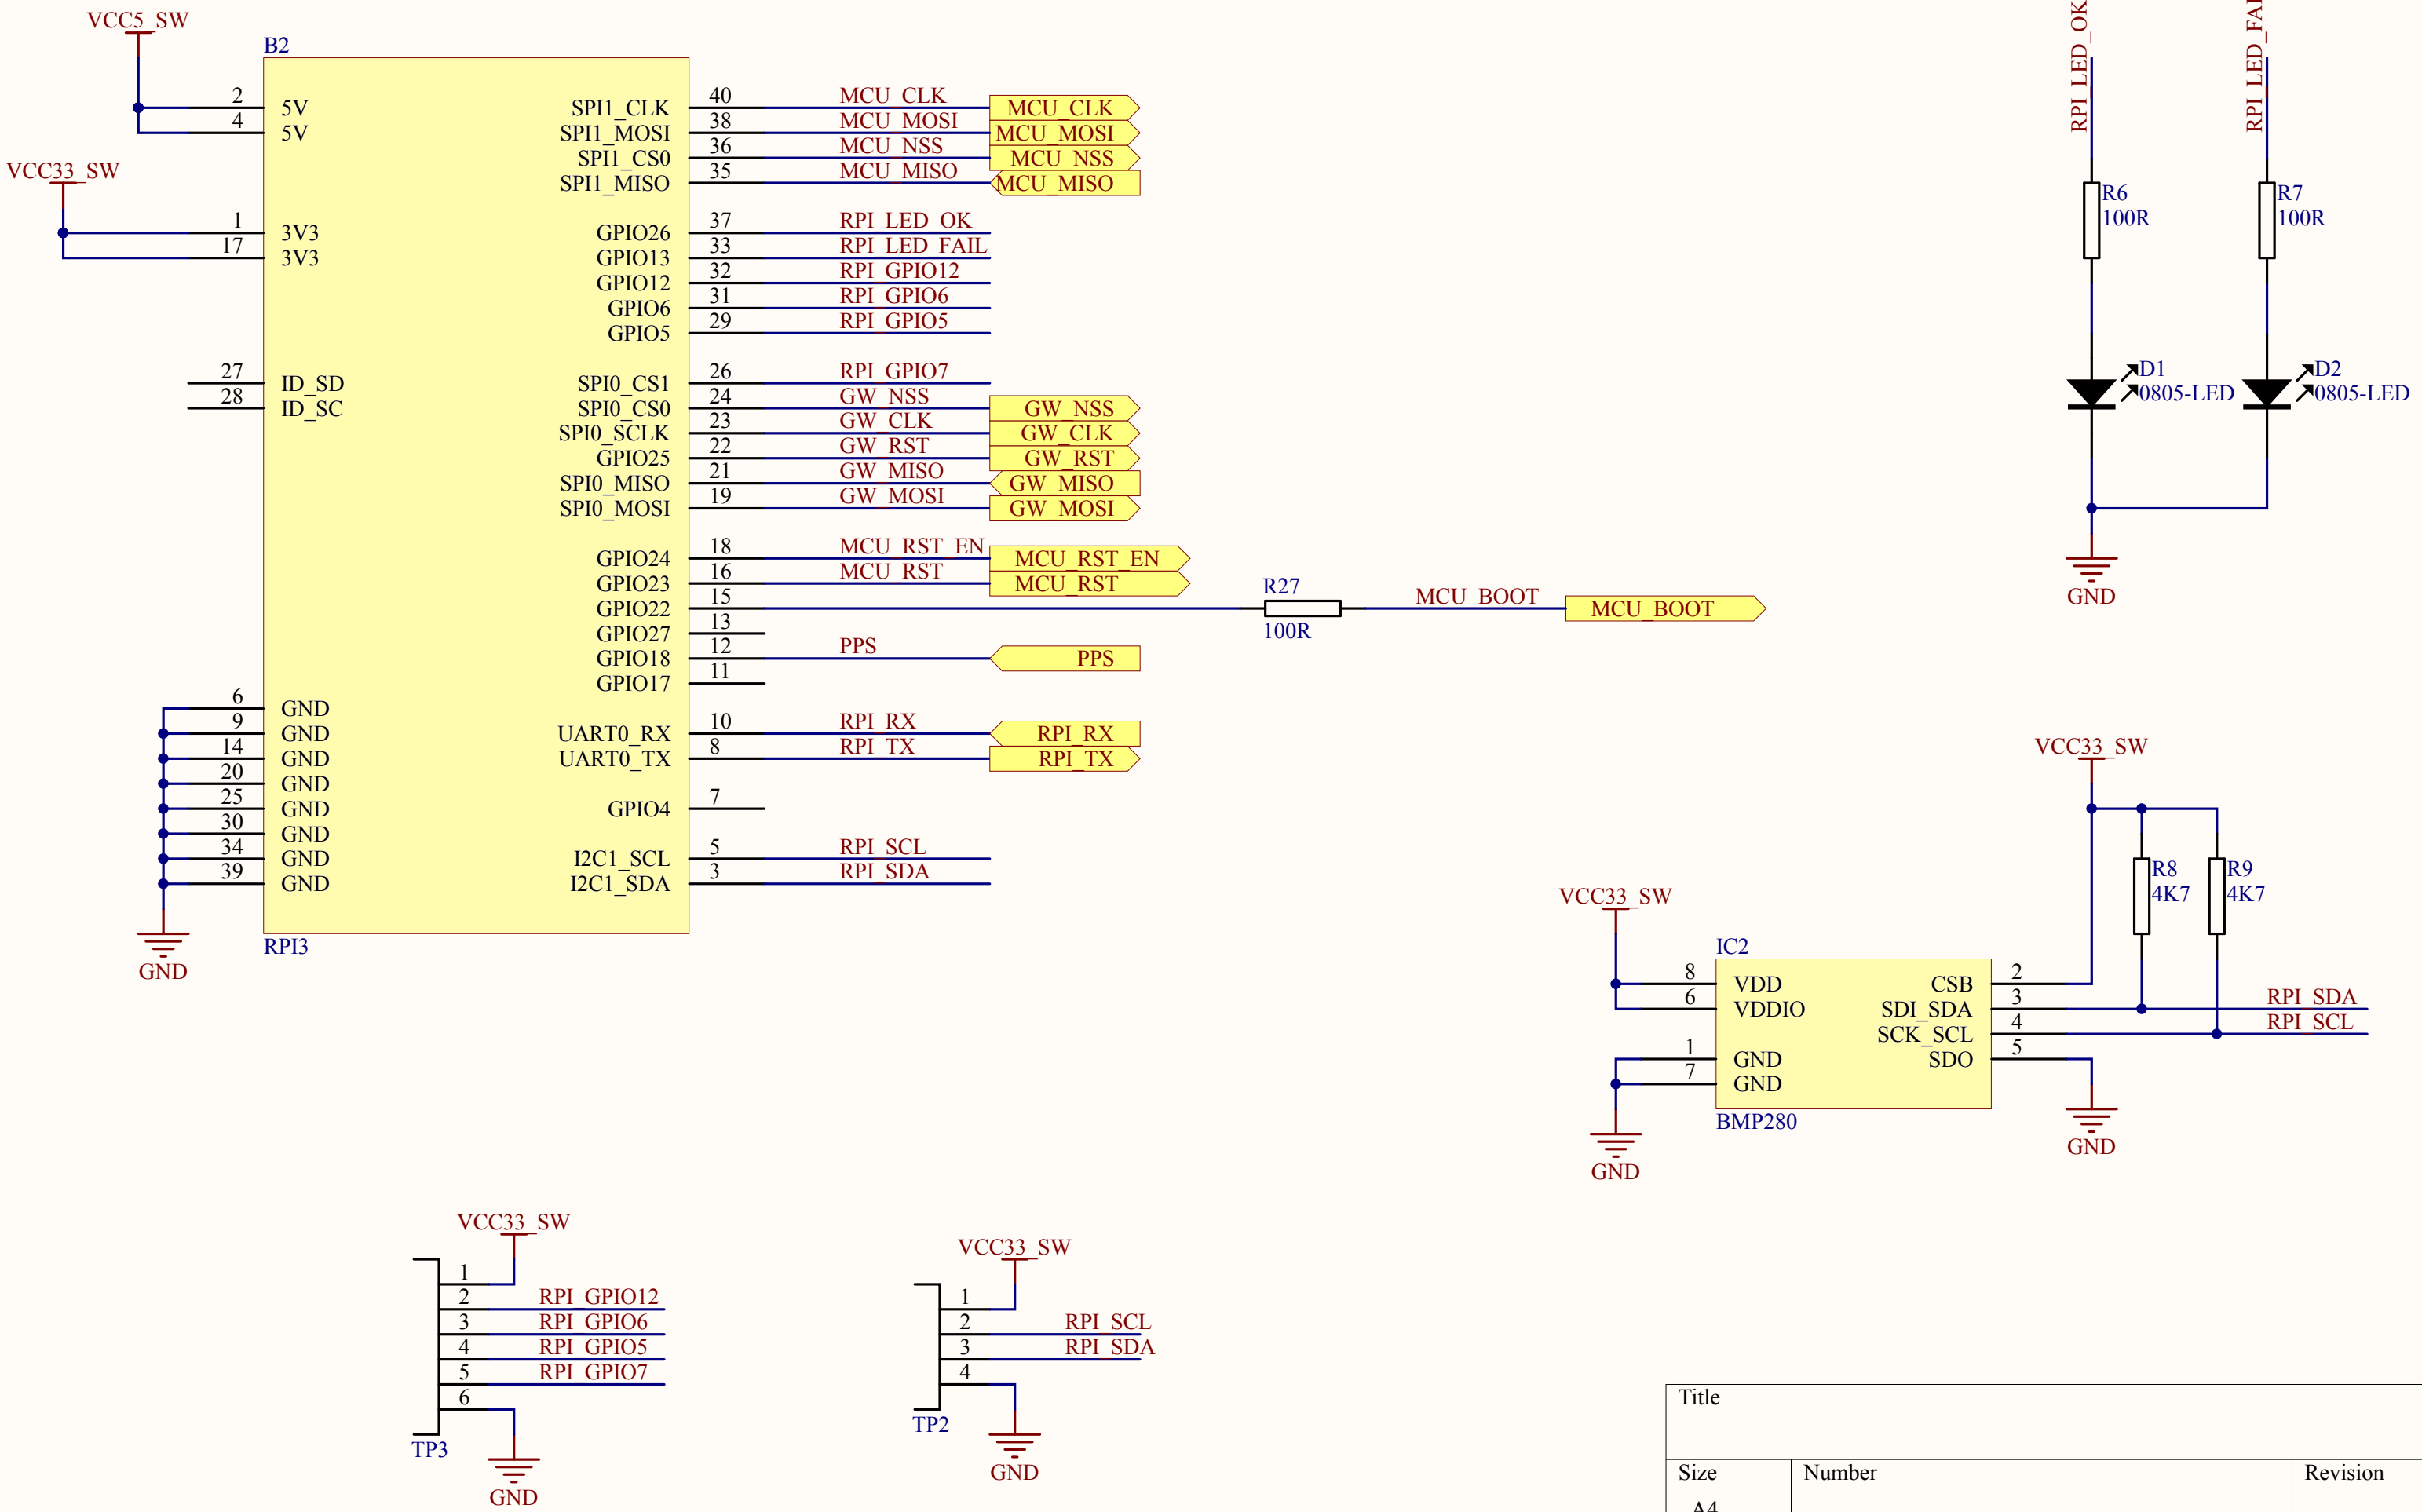 VCC5_SW
B2
2 5V
4 5V
VCC33_SW
1 3V3
17 3V3
27 ID_SD
28 ID_SC
6 GND
9 GND
14 GND
20 GND
25 GND
30 GND
34 GND
39 GND
GND
RPI3
SPI1_CLK 40 MCU_CLK MCU_CLK
SPI1_MOSI 38 MCU_MOSI MCU_MOSI
SPI1_CS0 36 MCU_NSS MCU_NSS
SPI1_MISO 35 MCU_MISO MCU_MISO
GPIO26 37 RPI_LED_OK
GPIO13 33 RPI_LED_FAIL
GPIO12 32 RPI_GPIO12
GPIO6 31 RPI_GPIO6
GPIO5 29 RPI_GPIO5
SPI0_CS1 26 RPI_GPIO7
SPI0_CS0 24 GW_NSS GW_NSS
SPI0_SCLK 23 GW_CLK GW_CLK
GPIO25 22 GW_RST GW_RST
SPI0_MISO 21 GW_MISO GW_MISO
SPI0_MOSI 19 GW_MOSI GW_MOSI
GPIO24 18 MCU_RST_EN MCU_RST_EN
GPIO23 16 MCU_RST MCU_RST
GPIO22 15 R27 100R MCU_BOOT MCU_BOOT
GPIO27 13
GPIO18 12 PPS PPS
GPIO17 11
UART0_RX 10 RPI_RX RPI_RX
UART0_TX 8 RPI_TX RPI_TX
GPIO4 7
I2C1_SCL 5 RPI_SCL
I2C1_SDA 3 RPI_SDA
RPI_LED_OK
RPI_LED_FAI
R6
100R
R7
100R
D1
0805-LED
D2
0805-LED
GND
VCC33_SW
R8
4K7
R9
4K7
VCC33_SW
IC2
8 VDD CSB 2
6 VDDIO SDI_SDA 3 RPI_SDA
SCK_SCL 4 RPI_SCL
1 GND SDO 5
7 GND
BMP280
GND
GND
VCC33_SW
1
2 RPI_GPIO12
3 RPI_GPIO6
4 RPI_GPIO5
5 RPI_GPIO7
6
TP3
GND
VCC33_SW
1
2 RPI_SCL
3 RPI_SDA
4
TP2
GND
Title
Size Number Revision
A4